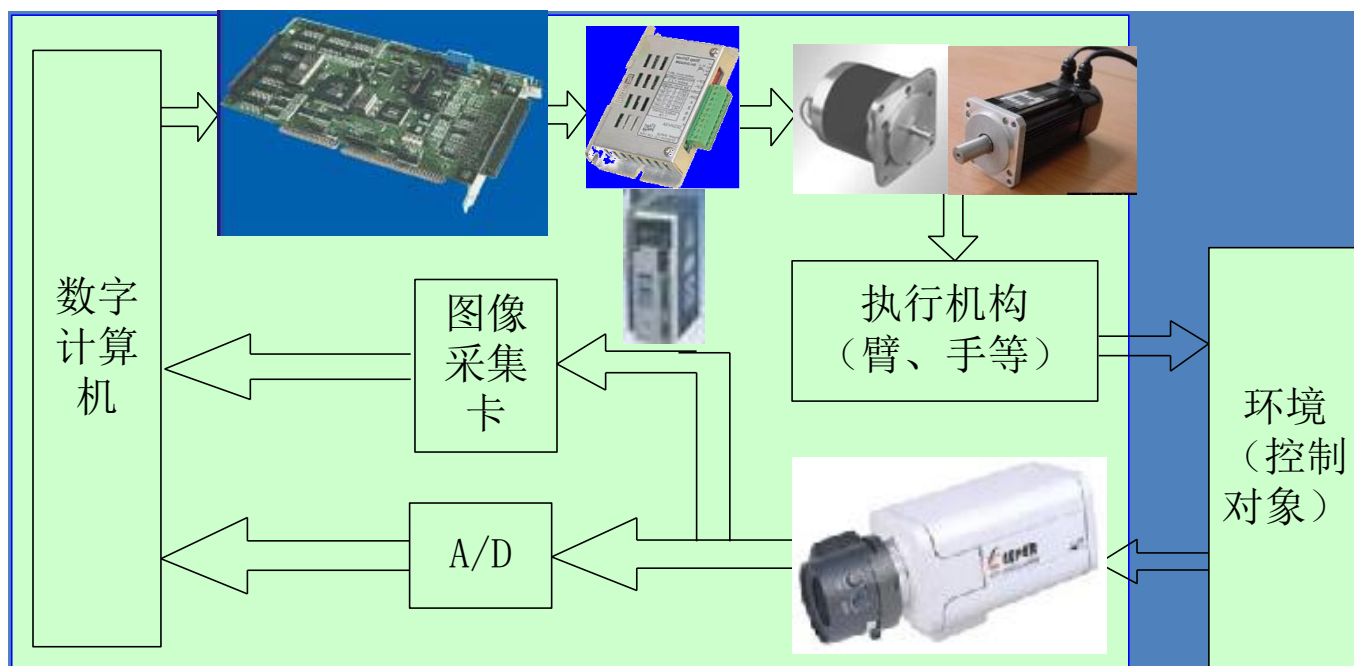 数字
计算
机
图像
采集
卡
A/D
执行机构
（臂、手等）
环境
（控制
对象）